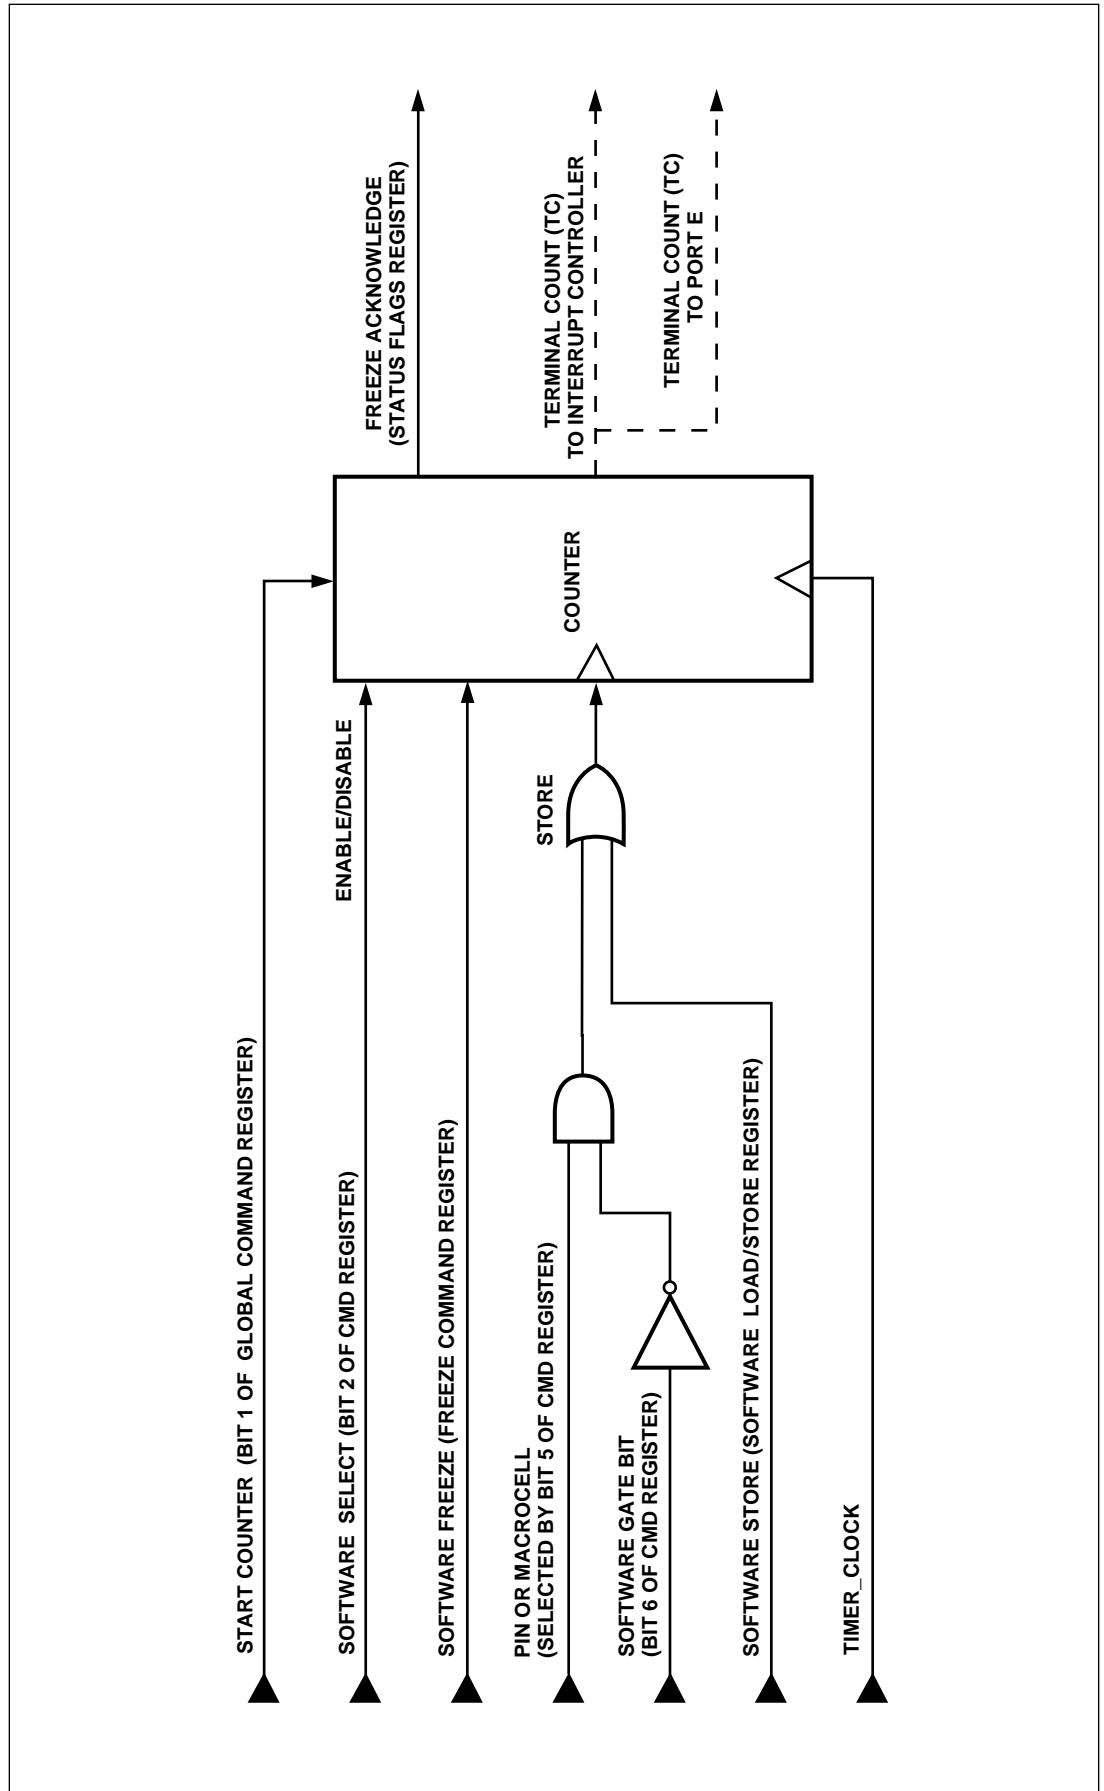 START COUNTER (BIT 1 OF GLOBAL COMMAND REGISTER)
SOFTWARE SELECT (BIT 2 OF CMD REGISTER)
ENABLE/DISABLE
SOFTWARE FREEZE (FREEZE COMMAND REGISTER)
PIN OR MACROCELL
(SELECTED BY BIT 5 OF CMD REGISTER)
SOFTWARE GATE BIT
(BIT 6 OF CMD REGISTER)
SOFTWARE STORE (SOFTWARE LOAD/STORE REGISTER)
TIMER_CLOCK
STORE
COUNTER
FREEZE ACKNOWLEDGE
(STATUS FLAGS REGISTER)
TERMINAL COUNT (TC)
TO INTERRUPT CONTROLLER
TERMINAL COUNT (TC)
TO PORT E